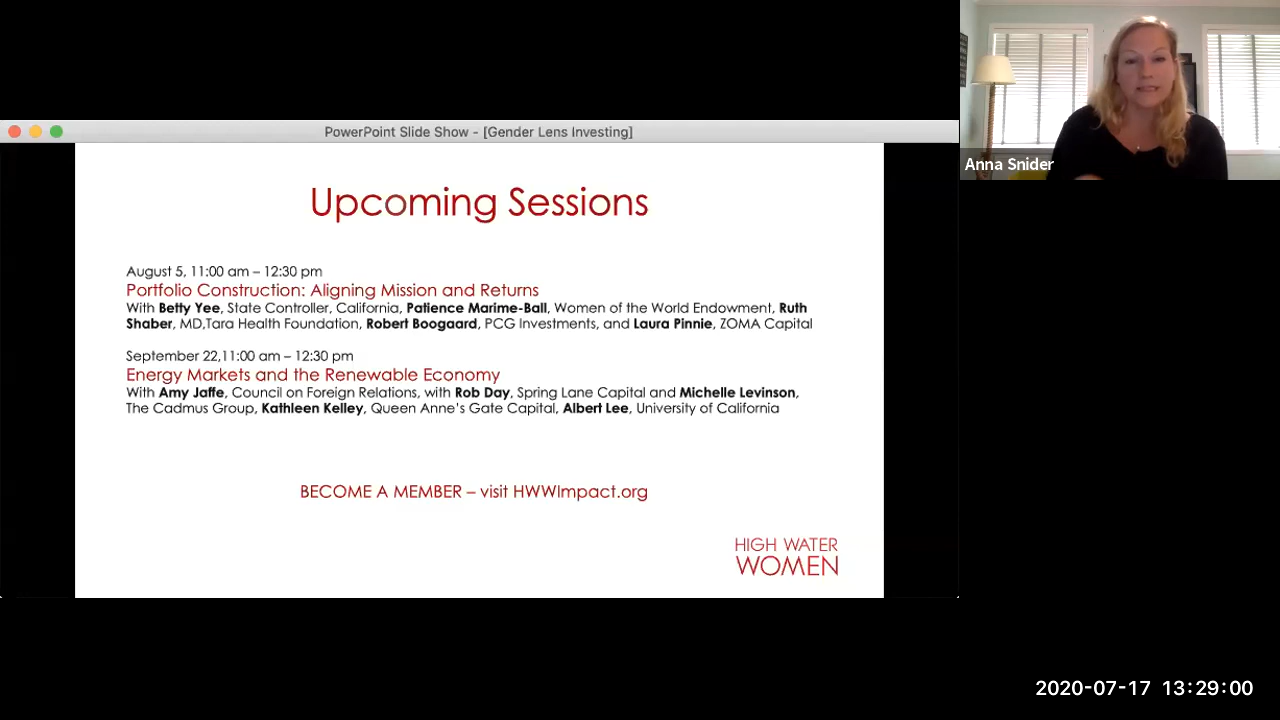 PowerPoint Slide Show - [Gender Lens Investing]
Upcoming Sessions
August 5, 11:00 am – 12:30 pm
Portfolio Construction: Aligning Mission and Returns
With Betty Yee, State Controller, California, Patience Marime-Ball, Women of the World Endowment, Ruth
Shaber, MD,Tara Health Foundation, Robert Boogaard, PCG Investments, and Laura Pinnie, ZOMA Capital
September 22,11:00 am – 12:30 pm
Energy Markets and the Renewable Economy
With Amy Jaffe, Council on Foreign Relations, with Rob Day, Spring Lane Capital and Michelle Levinson,
The Cadmus Group, Kathleen Kelley, Queen Anne's Gate Capital, Albert Lee, University of California
BECOME A MEMBER – visit HWWImpact.org
HIGH WATER
WOMEN
Anna Snider
2020-07-17 13:29:00